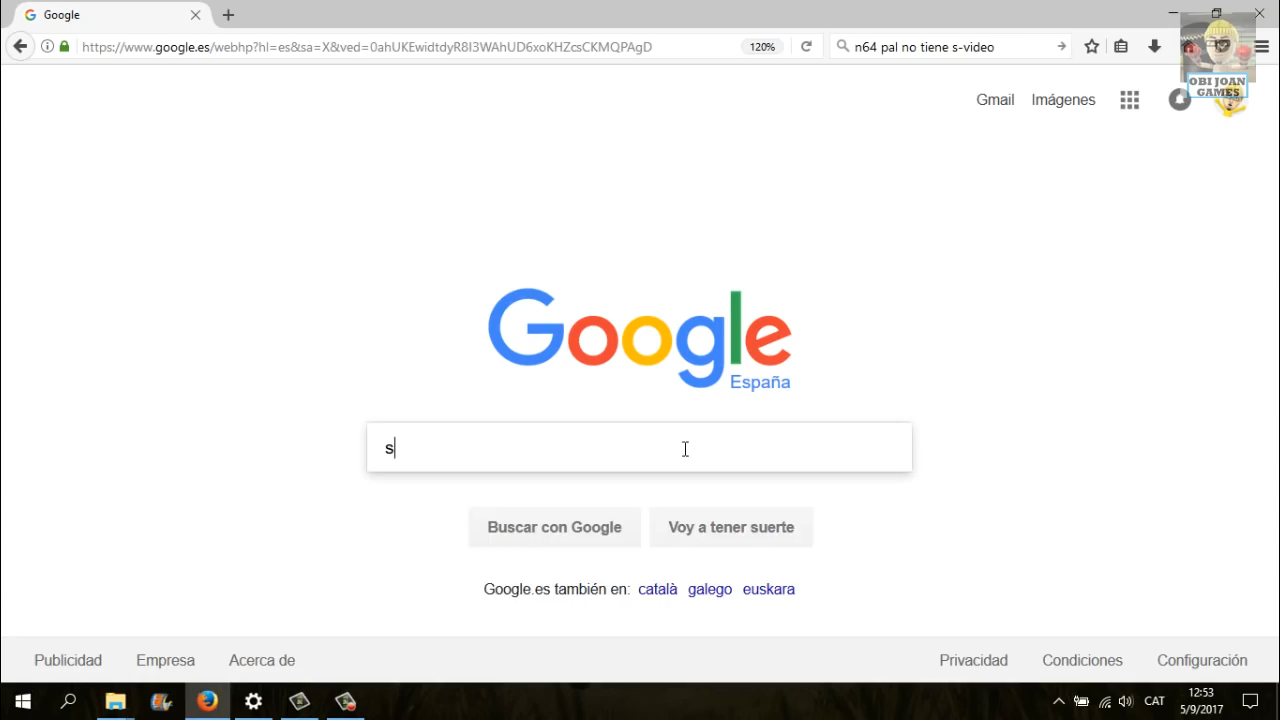 Google
https://www.google.es/webhp?hl=es&sa=X&ved=0ahUKEwidtdyR8I3WAhUD6xoKHZcsCKMQPAgD
120%
n64 pal no tiene s-video
OBI JOAN
GAMES
Gmail
Imágenes
Google
España
s
Buscar con Google
Voy a tener suerte
Google.es también en: català galego euskara
Publicidad
Empresa
Acerca de
Privacidad
Condiciones
Configuración
CAT
12:53
5/9/2017